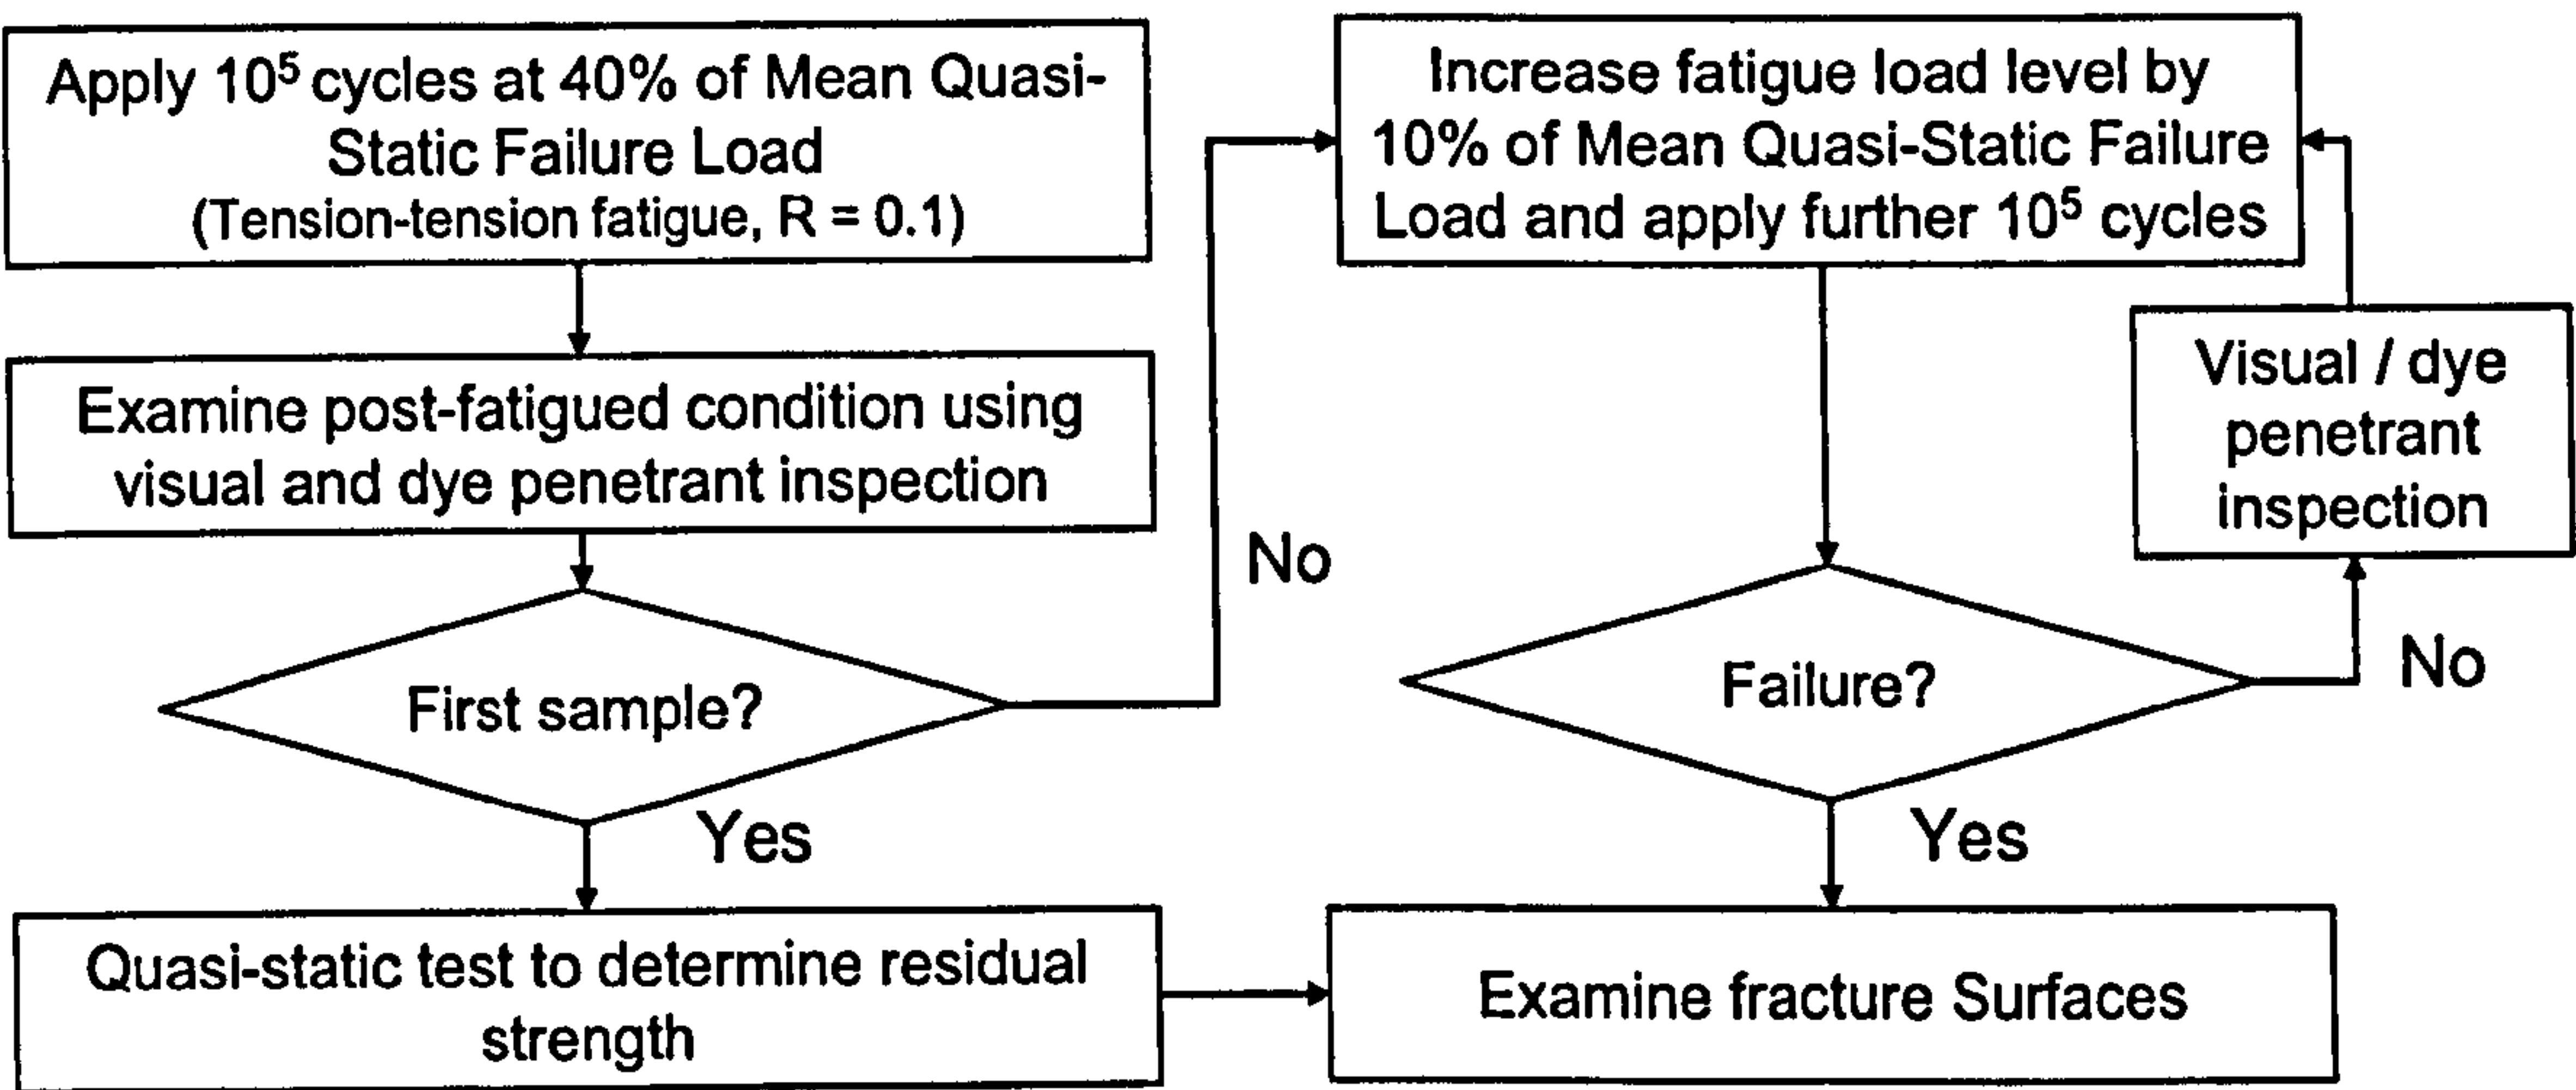 Apply 10⁵ cycles at 40% of Mean Quasi-
Static Failure Load
(Tension-tension fatigue, R = 0.1)
Examine post-fatigued condition using
visual and dye penetrant inspection
First sample?
No
Yes
Quasi-static test to determine residual
strength
Increase fatigue load level by
10% of Mean Quasi-Static Failure
Load and apply further 10⁵ cycles
Visual / dye
penetrant
inspection
Failure?
No
Yes
Examine fracture Surfaces